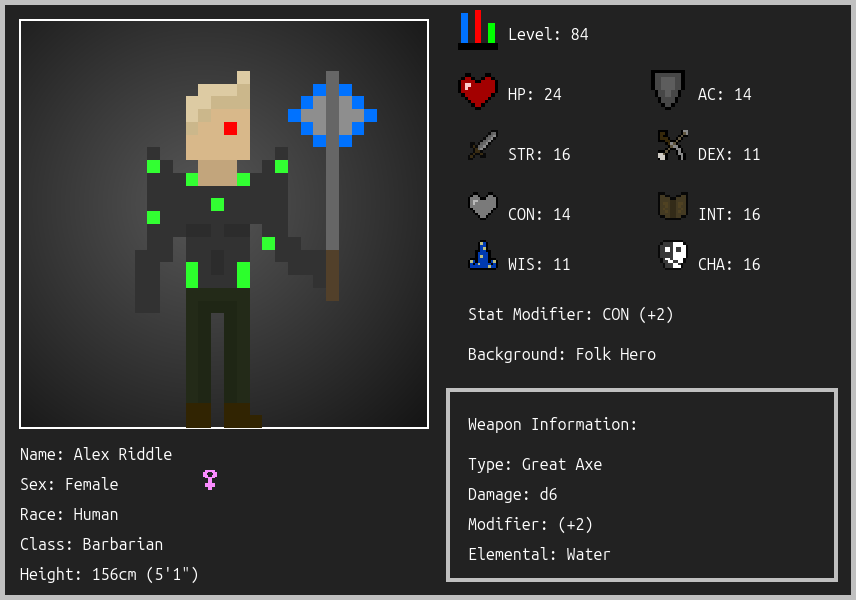 Level: 84
HP: 24
AC: 14
STR: 16
DEX: 11
CON: 14
INT: 16
WIS: 11
CHA: 16
Stat Modifier: CON (+2)
Background: Folk Hero
Weapon Information:
Type: Great Axe
Damage: d6
Modifier: (+2)
Elemental: Water
Name: Alex Riddle
Sex: Female
Race: Human
Class: Barbarian
Height: 156cm (5'1")